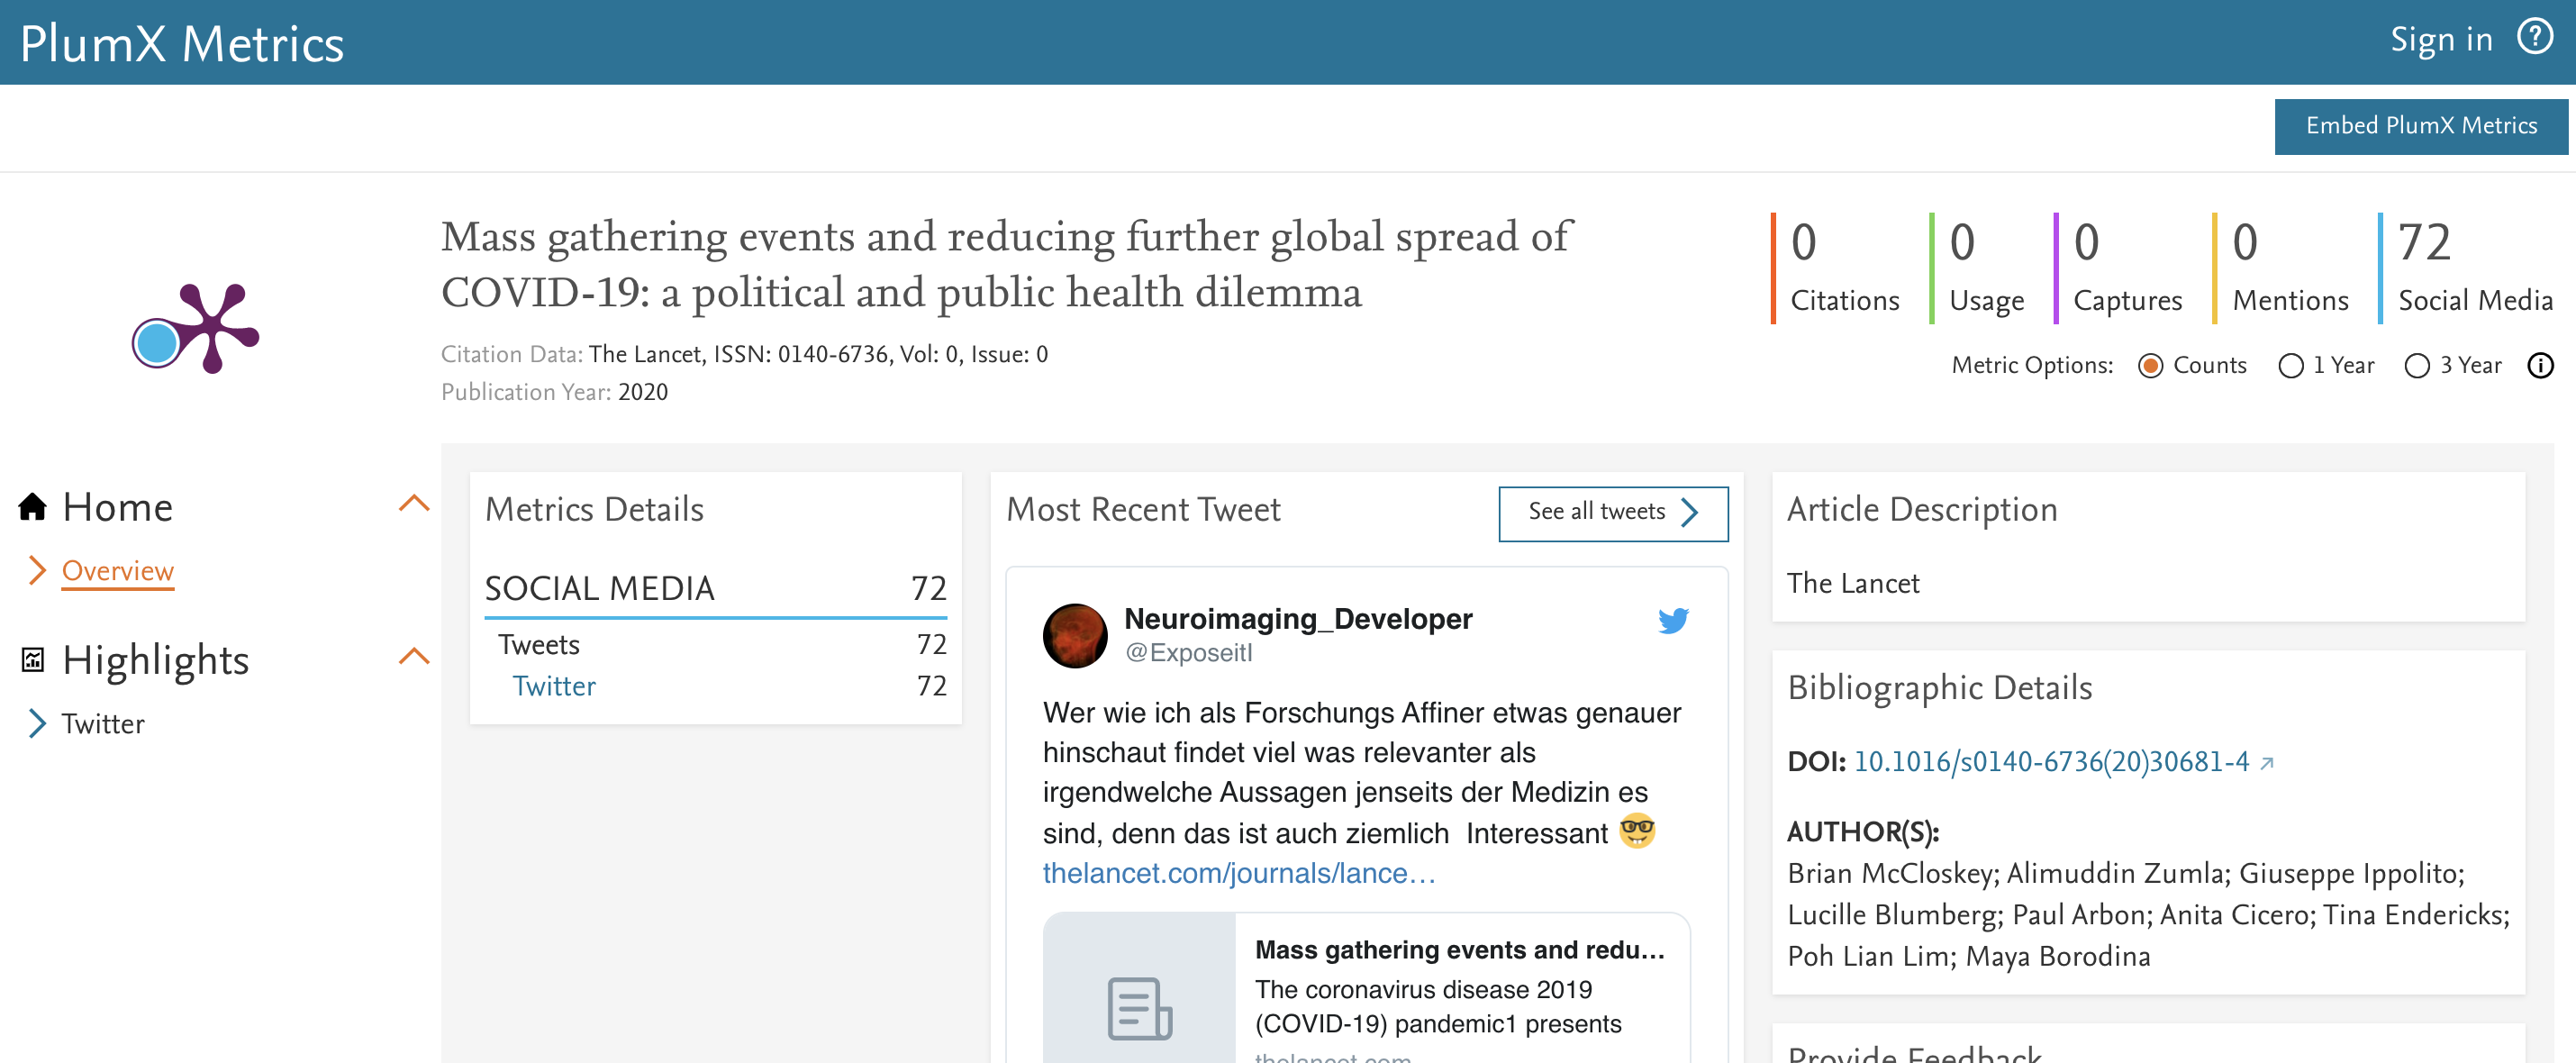 PlumX Metrics
Sign in
?
Embed PlumX Metrics
Mass gathering events and reducing further global spread of
COVID-19: a political and public health dilemma
Citation Data: The Lancet, ISSN: 0140-6736, Vol: 0, Issue: 0
Publication Year: 2020
0
Citations
0
Usage
0
Captures
0
Mentions
72
Social Media
Metric Options: Counts 1 Year 3 Year i
Home
Overview
Highlights
Twitter
Metrics Details
SOCIAL MEDIA 72
Tweets 72
Twitter 72
Most Recent Tweet
See all tweets
Neuroimaging_Developer
@ExposeitI
Wer wie ich als Forschungs Affiner etwas genauer
hinschaut findet viel was relevanter als
irgendwelche Aussagen jenseits der Medizin es
sind, denn das ist auch ziemlich  Interessant 🤓
thelancet.com/journals/lance…
Mass gathering events and redu…
The coronavirus disease 2019
(COVID-19) pandemic1 presents
thelancet.com
Article Description
The Lancet
Bibliographic Details
DOI: 10.1016/s0140-6736(20)30681-4
AUTHOR(S):
Brian McCloskey; Alimuddin Zumla; Giuseppe Ippolito;
Lucille Blumberg; Paul Arbon; Anita Cicero; Tina Endericks;
Poh Lian Lim; Maya Borodina
Provide Feedback